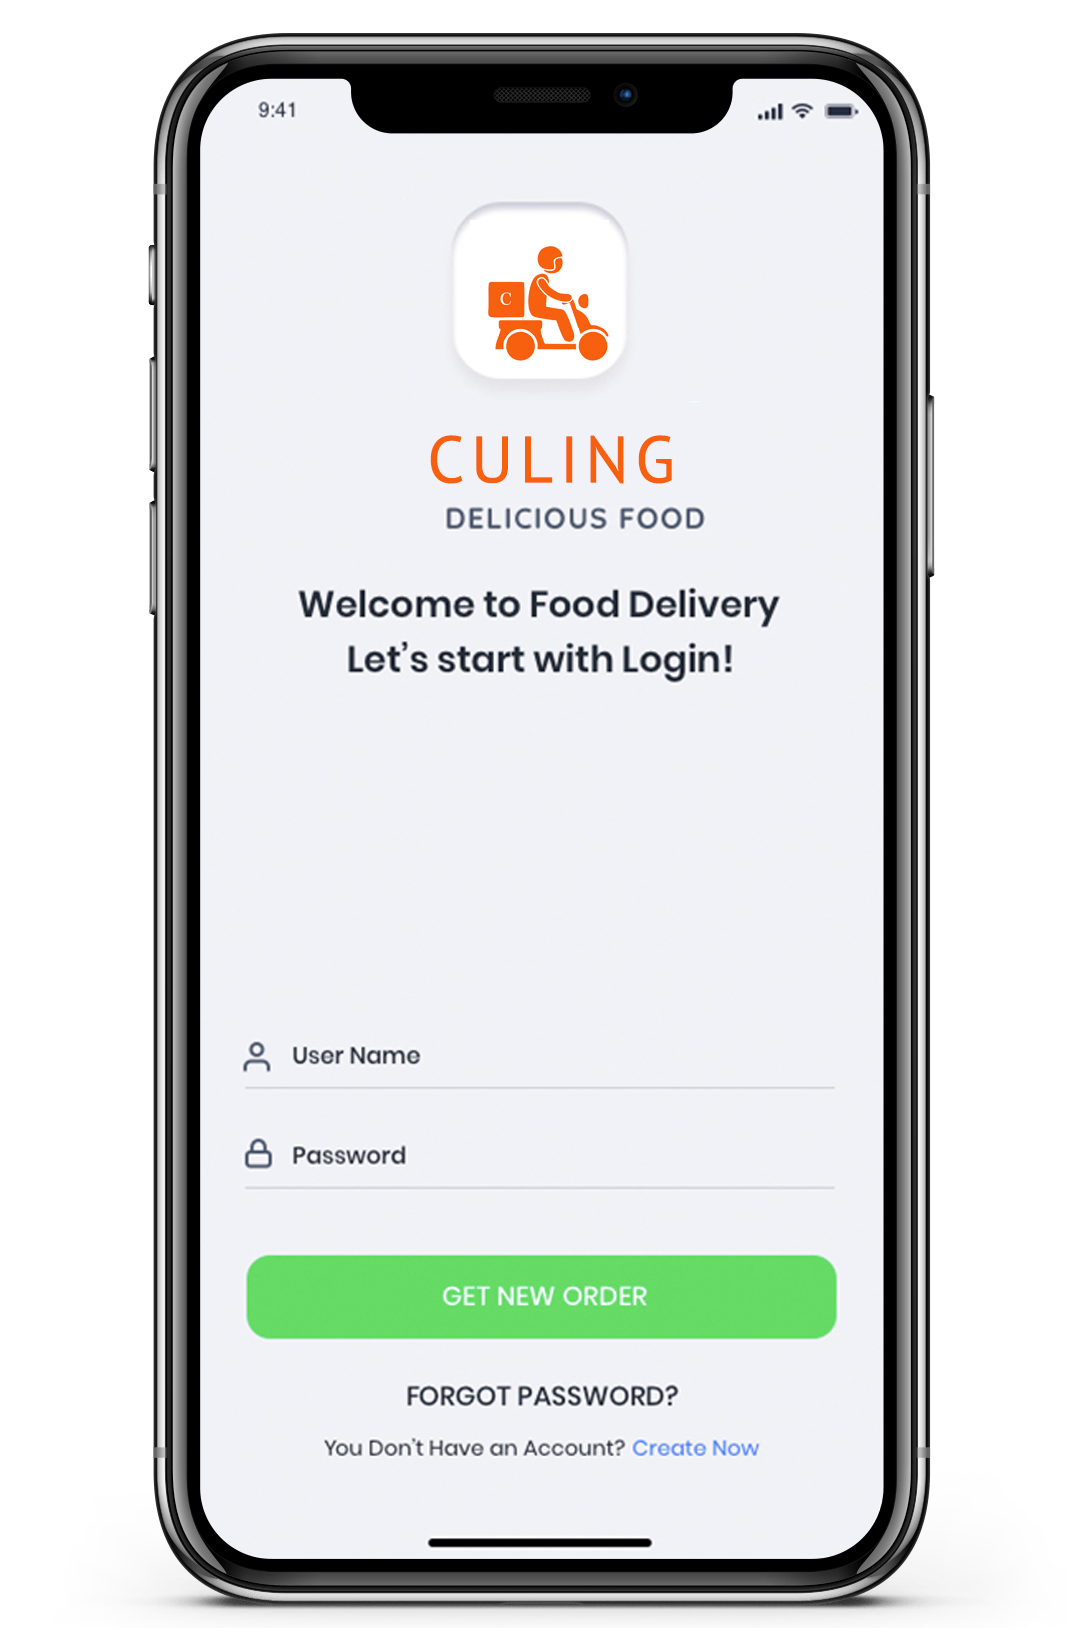 9:41
C
CULING
DELICIOUS FOOD
Welcome to Food Delivery
Let's start with Login!
User Name
Password
GET NEW ORDER
FORGOT PASSWORD?
You Don't Have an Account? Create Now